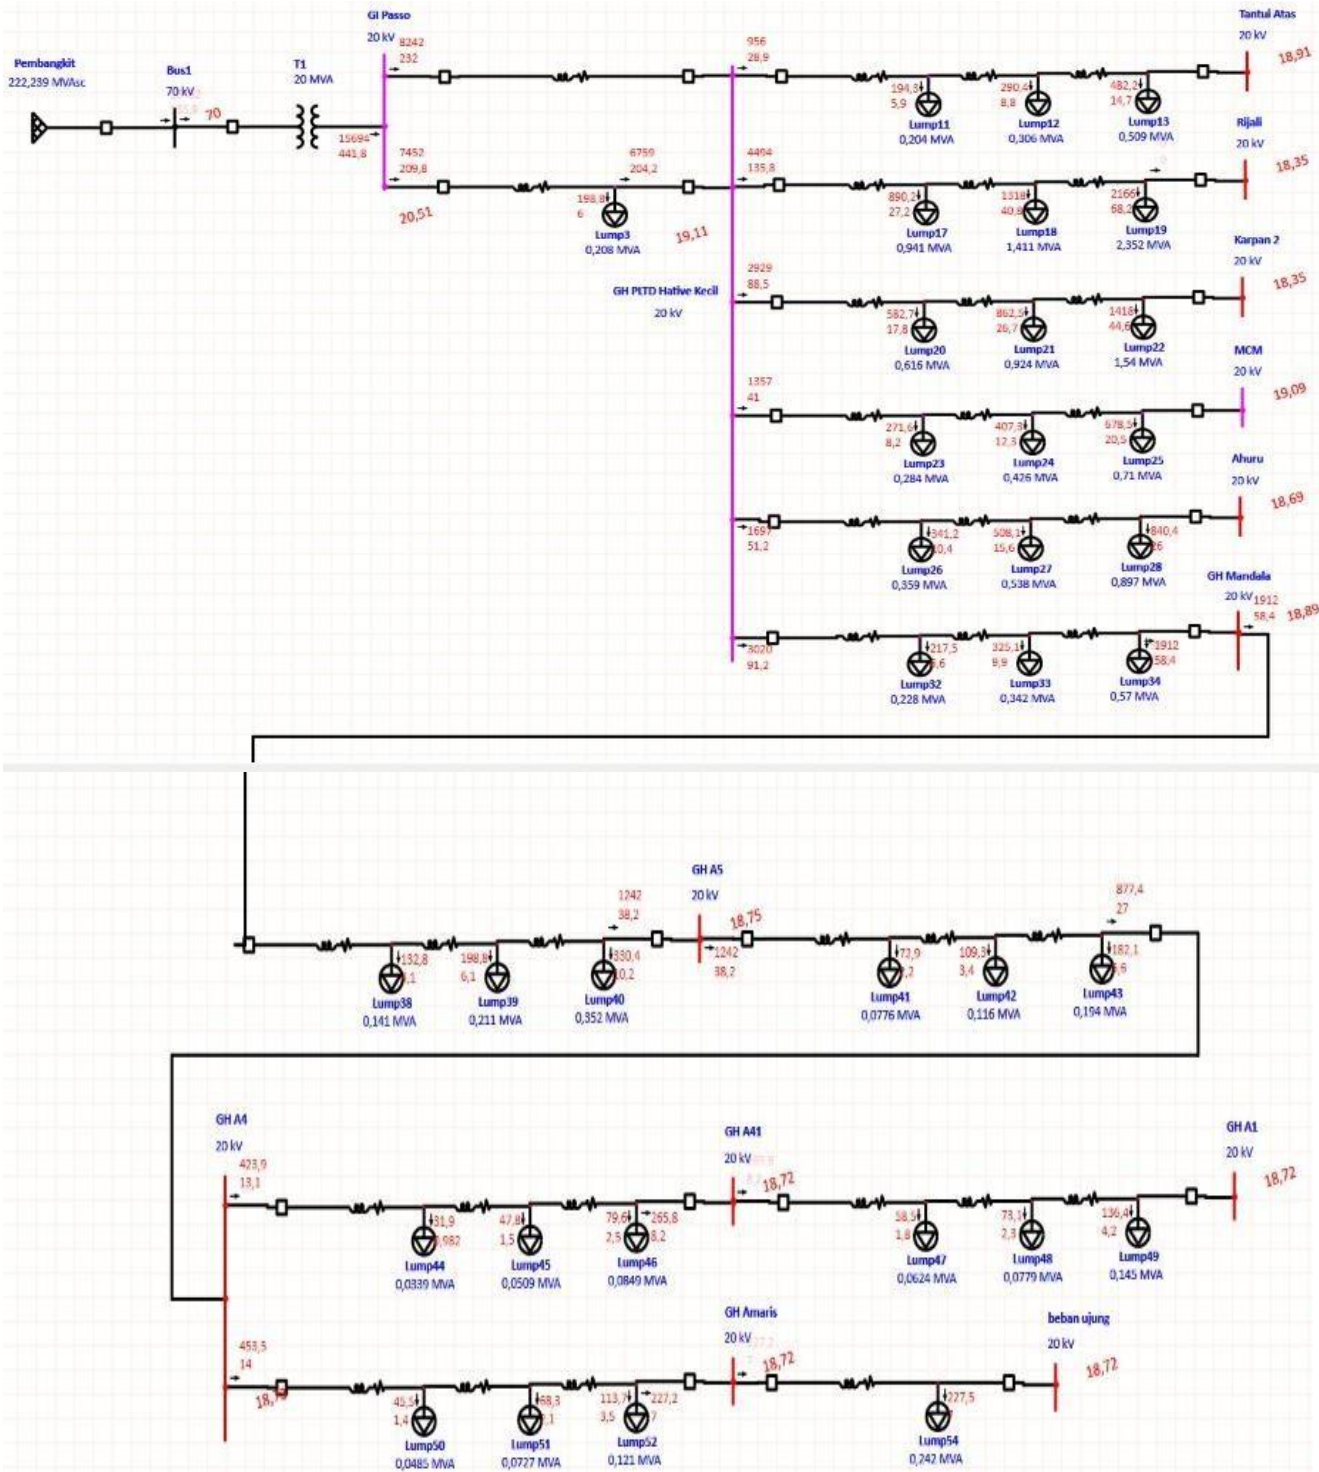 GI Passo
20 kV
8242
232
Pembangkit
222,239 MVAsc
Bus1
70 kV
70
T1
20 MVA
15694
441,8
7452
209,8
20,51
198,8
6
Lump3
0,208 MVA
6759
204,2
19,11
GH PLTD Hative Kecil
20 kV
956
28,9
194,3
5,9
Lump11
0,204 MVA
290,4
8,8
Lump12
0,306 MVA
482,2
14,7
Lump13
0,509 MVA
Tantui Atas
20 kV
18,91
4494
135,8
890,2
27,2
Lump17
0,941 MVA
1318
40,8
Lump18
1,411 MVA
2166
68,2
Lump19
2,352 MVA
Rijali
20 kV
18,35
2929
88,5
582,7
17,8
Lump20
0,616 MVA
862,5
26,7
Lump21
0,924 MVA
1418
44,6
Lump22
1,54 MVA
Karpan 2
20 kV
18,35
1357
41
271,6
8,2
Lump23
0,284 MVA
407,3
12,3
Lump24
0,426 MVA
678,5
20,5
Lump25
0,71 MVA
MCM
20 kV
19,09
1697
51,2
341,2
10,4
Lump26
0,359 MVA
508,1
15,6
Lump27
0,538 MVA
840,4
26
Lump28
0,897 MVA
Ahuru
20 kV
18,69
3020
91,2
217,5
6,6
Lump32
0,228 MVA
325,1
9,9
Lump33
0,342 MVA
1912
58,4
Lump34
0,57 MVA
GH Mandala
20 kV
1912
58,4
18,89
132,8
Lump38
0,141 MVA
198,8
6,1
Lump39
0,211 MVA
1242
38,2
330,4
10,2
Lump40
0,352 MVA
GH A5
20 kV
18,75
1242
38,2
72,9
Lump41
0,0776 MVA
109,3
3,4
Lump42
0,116 MVA
877,4
27
182,1
Lump43
0,194 MVA
GH A4
20 kV
423,9
13,1
31,9
Lump44
0,0339 MVA
47,8
1,5
Lump45
0,0509 MVA
79,6
2,5
265,8
8,2
Lump46
0,0849 MVA
GH A41
20 kV
18,72
58,5
1,8
Lump47
0,0624 MVA
73,1
2,3
Lump48
0,0779 MVA
136,4
4,2
Lump49
0,145 MVA
GH A1
20 kV
18,72
453,5
14
45,5
1,4
Lump50
0,0485 MVA
68,3
Lump51
0,0727 MVA
113,7
3,5
227,2
7
Lump52
0,121 MVA
GH Amaris
20 kV
18,72
227,5
Lump54
0,242 MVA
beban ujung
20 kV
18,72